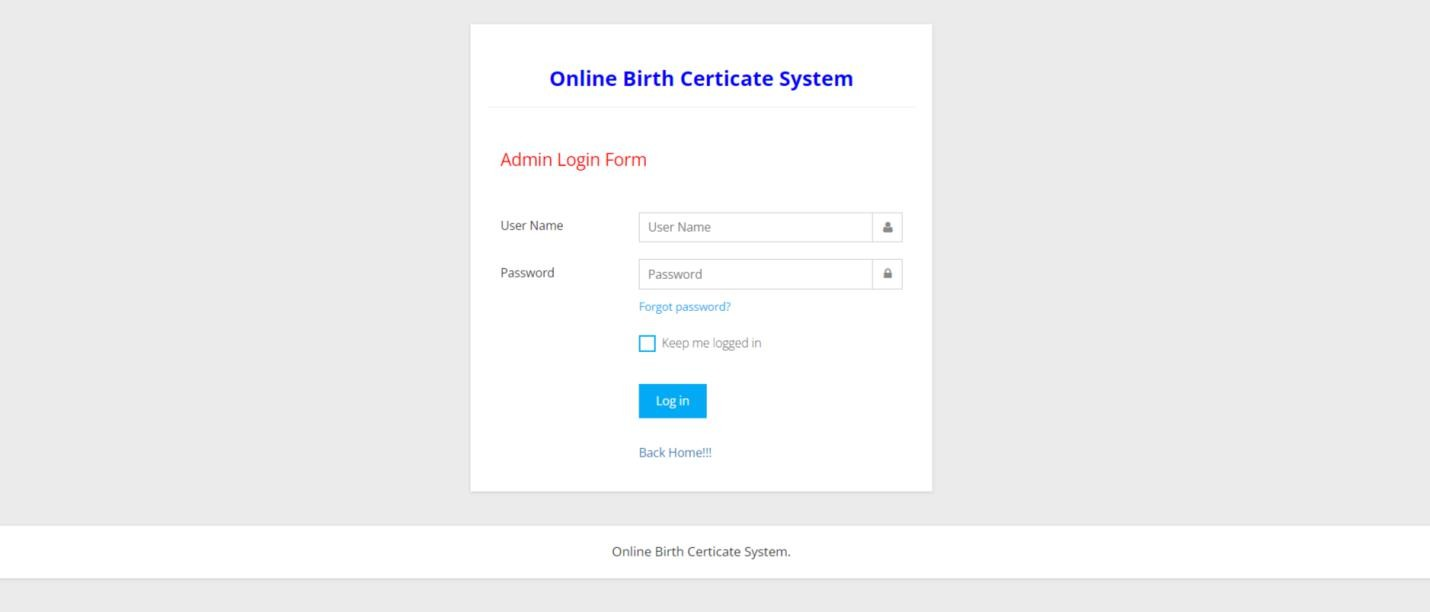 Online Birth Certicate System
Admin Login Form
User Name
User Name
Password
Password
Forgot password?
Keep me logged in
Log in
Back Home!!!
Online Birth Certicate System.